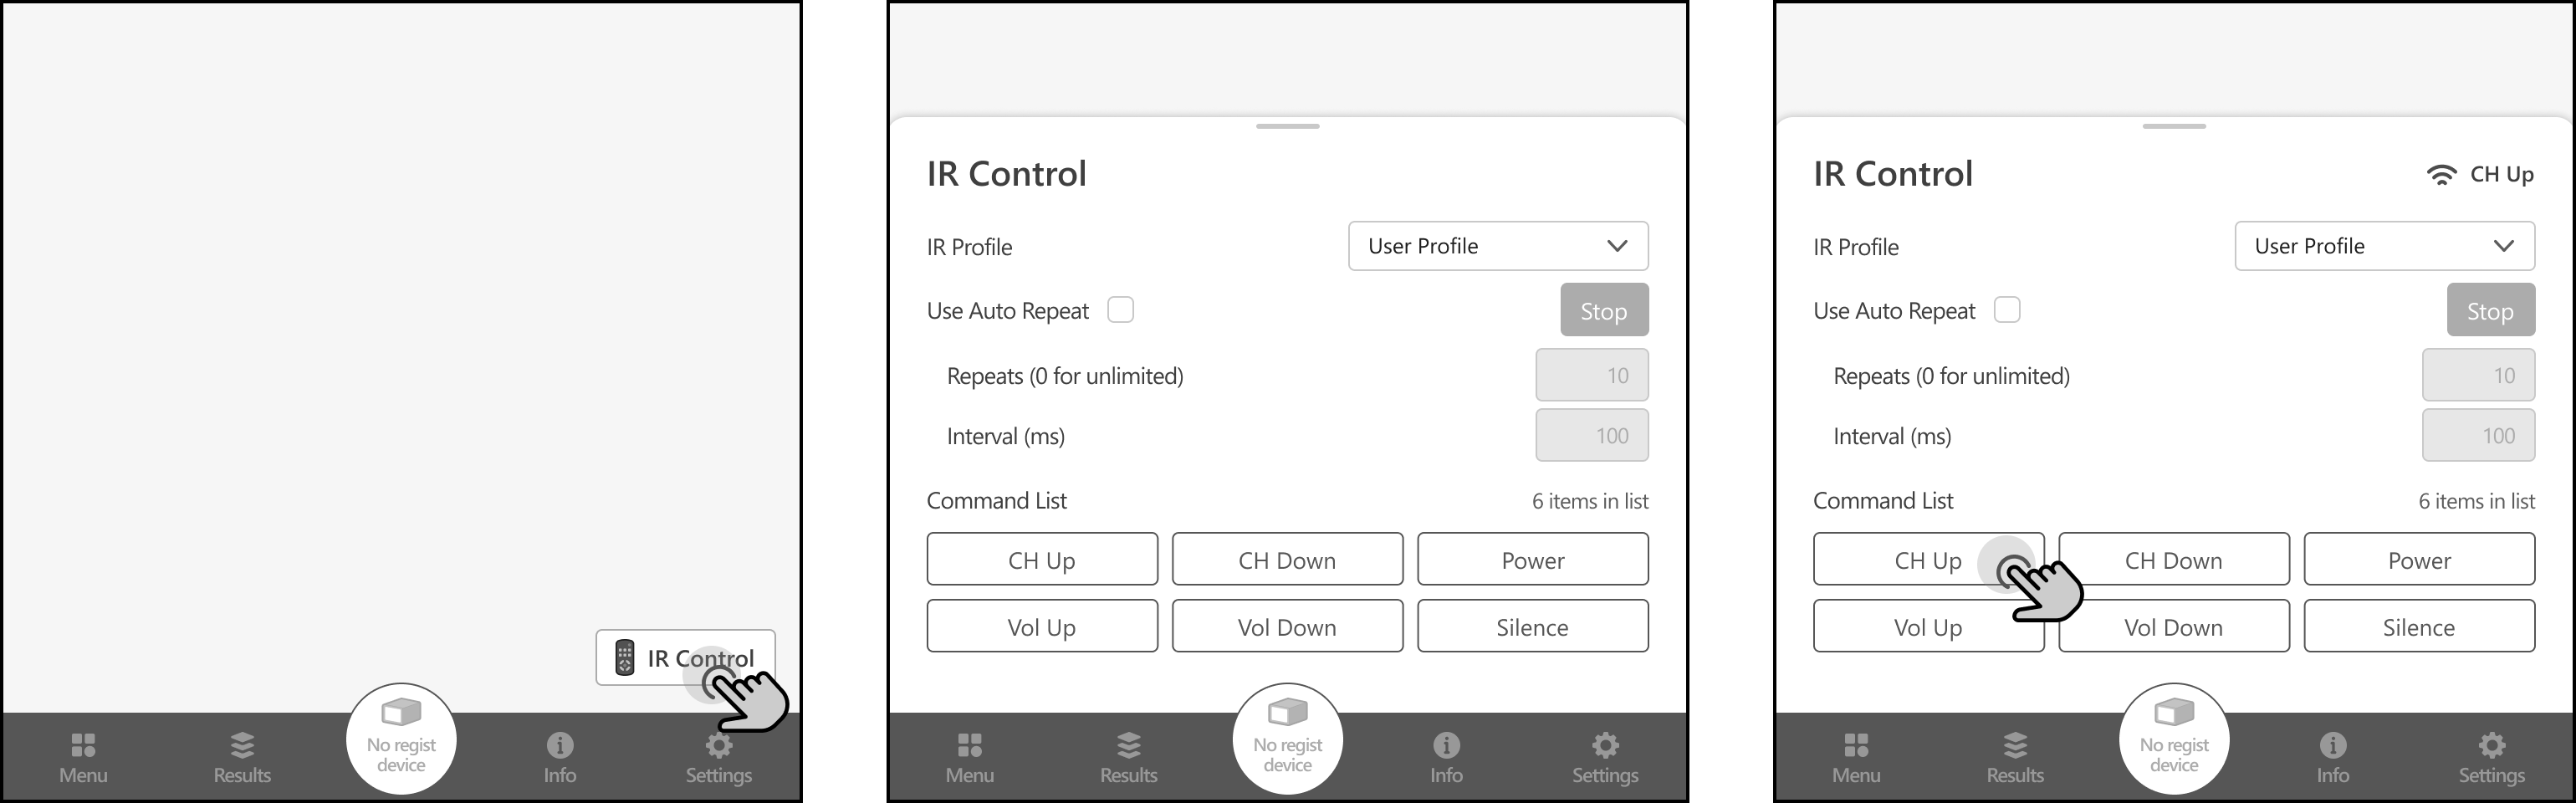 IR Control
Menu
Results
No regist
device
Info
Settings
IR Control
IR Profile
User Profile
Use Auto Repeat
Stop
Repeats (0 for unlimited)
10
Interval (ms)
100
Command List
6 items in list
CH Up
CH Down
Power
Vol Up
Vol Down
Silence
Menu
Results
No regist
device
Info
Settings
IR Control
CH Up
IR Profile
User Profile
Use Auto Repeat
Stop
Repeats (0 for unlimited)
10
Interval (ms)
100
Command List
6 items in list
CH Up
CH Down
Power
Vol Up
Vol Down
Silence
Menu
Results
No regist
device
Info
Settings